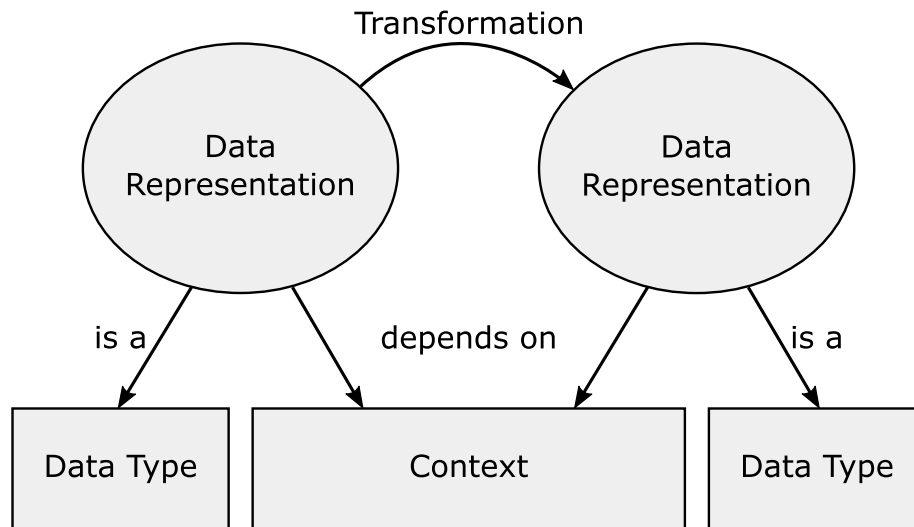 Transformation
Data
Representation
Data
Representation
is a
depends on
is a
Data Type
Context
Data Type